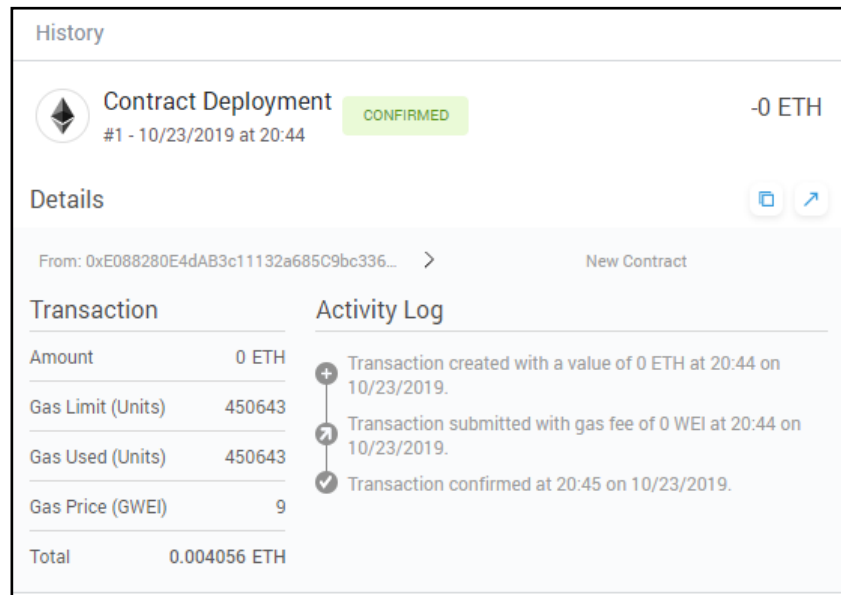 History
Contract Deployment
CONFIRMED
-0 ETH
#1 - 10/23/2019 at 20:44
Details
From: 0xE088280E4dAB3c11132a685C9bc336...
New Contract
Transaction
Amount 0 ETH
Gas Limit (Units) 450643
Gas Used (Units) 450643
Gas Price (GWEI) 9
Total 0.004056 ETH
Activity Log
Transaction created with a value of 0 ETH at 20:44 on
10/23/2019.
Transaction submitted with gas fee of 0 WEI at 20:44 on
10/23/2019.
Transaction confirmed at 20:45 on 10/23/2019.